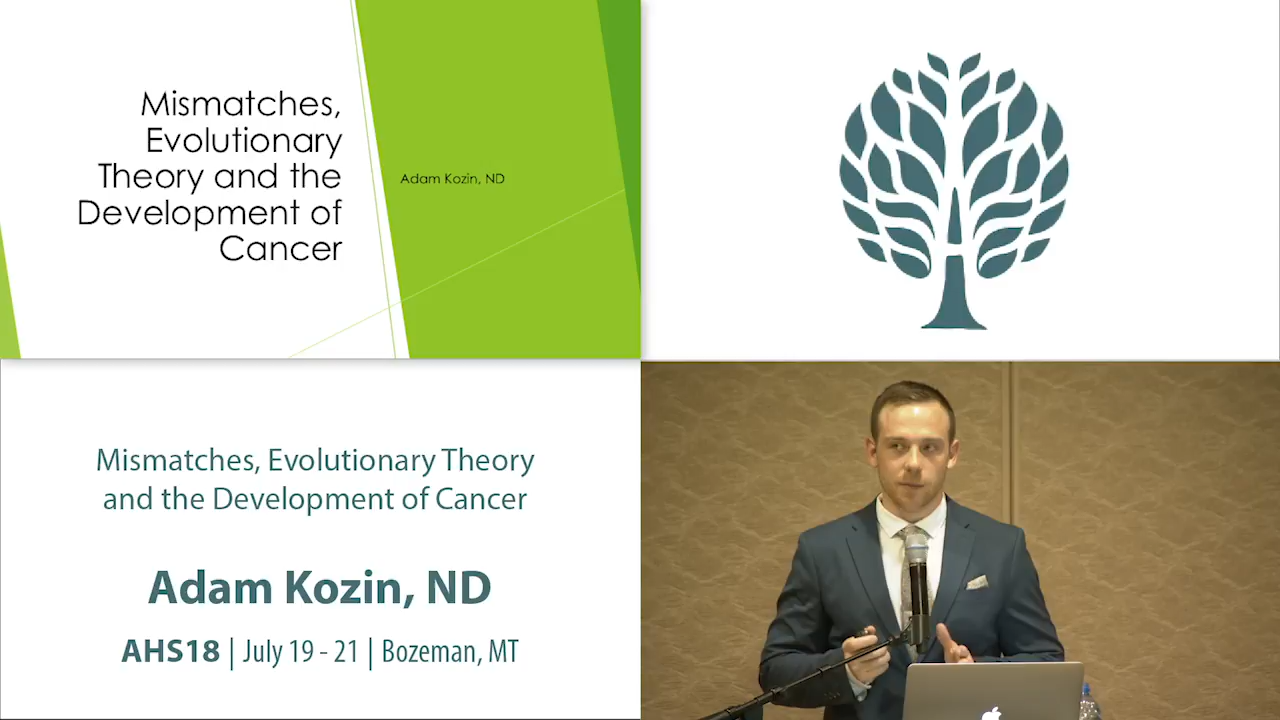 Mismatches,
Evolutionary
Theory and the
Development of
Cancer
Adam Kozin, ND
Mismatches, Evolutionary Theory
and the Development of Cancer
Adam Kozin, ND
AHS18 | July 19 - 21 | Bozeman, MT